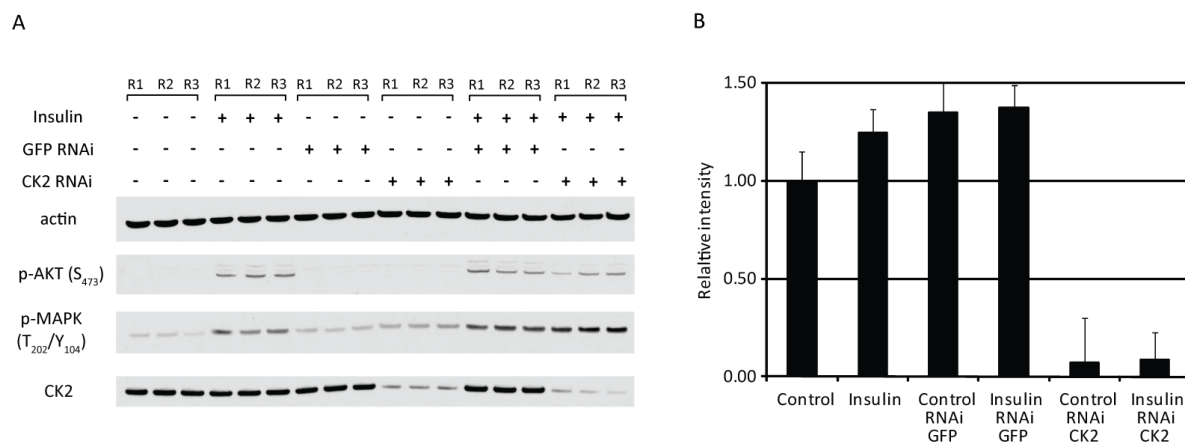 A
B
R1 R2 R3 R1 R2 R3 R1 R2 R3 R1 R2 R3 R1 R2 R3 R1 R2 R3
Insulin - - - + + + - - - - - - + + + + + +
GFP RNAi - - - - - - + + + - - - + + + - - -
CK2 RNAi - - - - - - - - - + + + - - - + + +
actin
p-AKT (S473)
p-MAPK
(T202/Y104)
CK2
Relaltive intensity
1.50
1.00
0.50
0.00
Control
Insulin
Control
RNAi
GFP
Insulin
RNAi
GFP
Control
RNAi
CK2
Insulin
RNAi
CK2